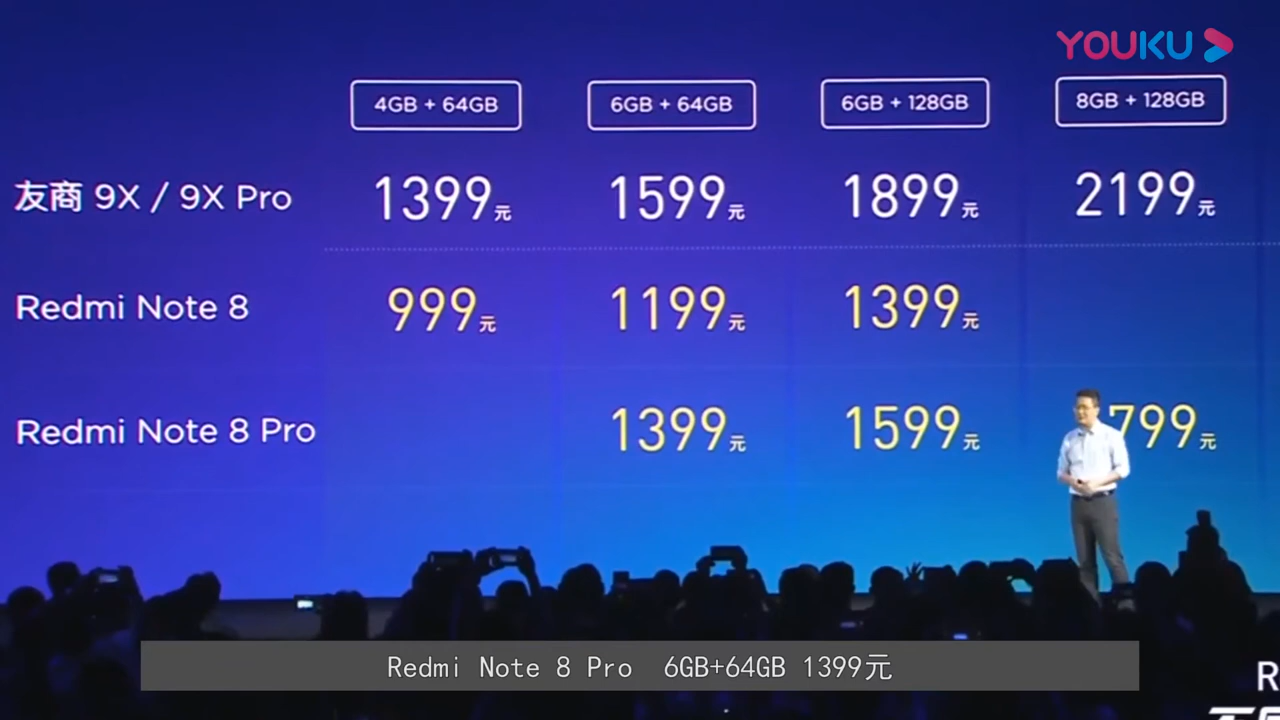 YOUKU
4GB + 64GB 6GB + 64GB 6GB + 128GB 8GB + 128GB
友商 9X / 9X Pro 1399元 1599元 1899元 2199元
Redmi Note 8 999元 1199元 1399元
Redmi Note 8 Pro 1399元 1599元 799元
Redmi Note 8 Pro 6GB+64GB 1399元
R